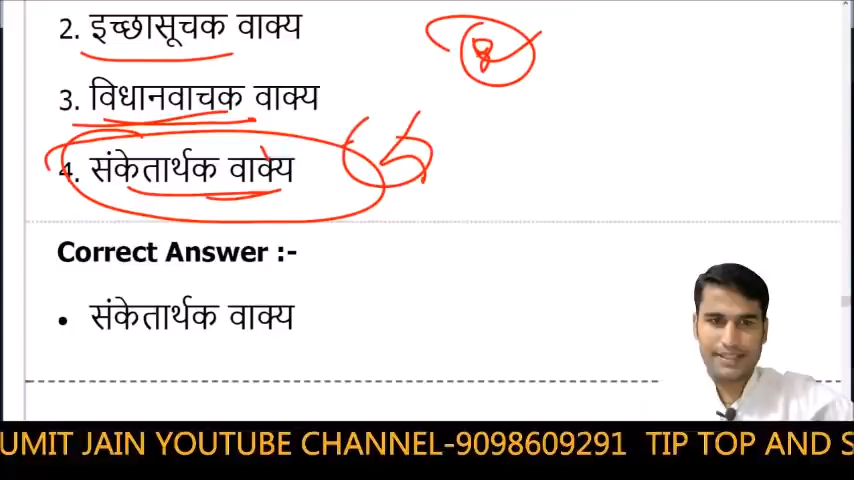 2. इच्छासूचक वाक्य
3. विधानवाचक वाक्य
4. संकेतार्थक वाक्य
Correct Answer :-
• संकेतार्थक वाक्य
UMIT JAIN YOUTUBE CHANNEL-9098609291 TIP TOP AND S